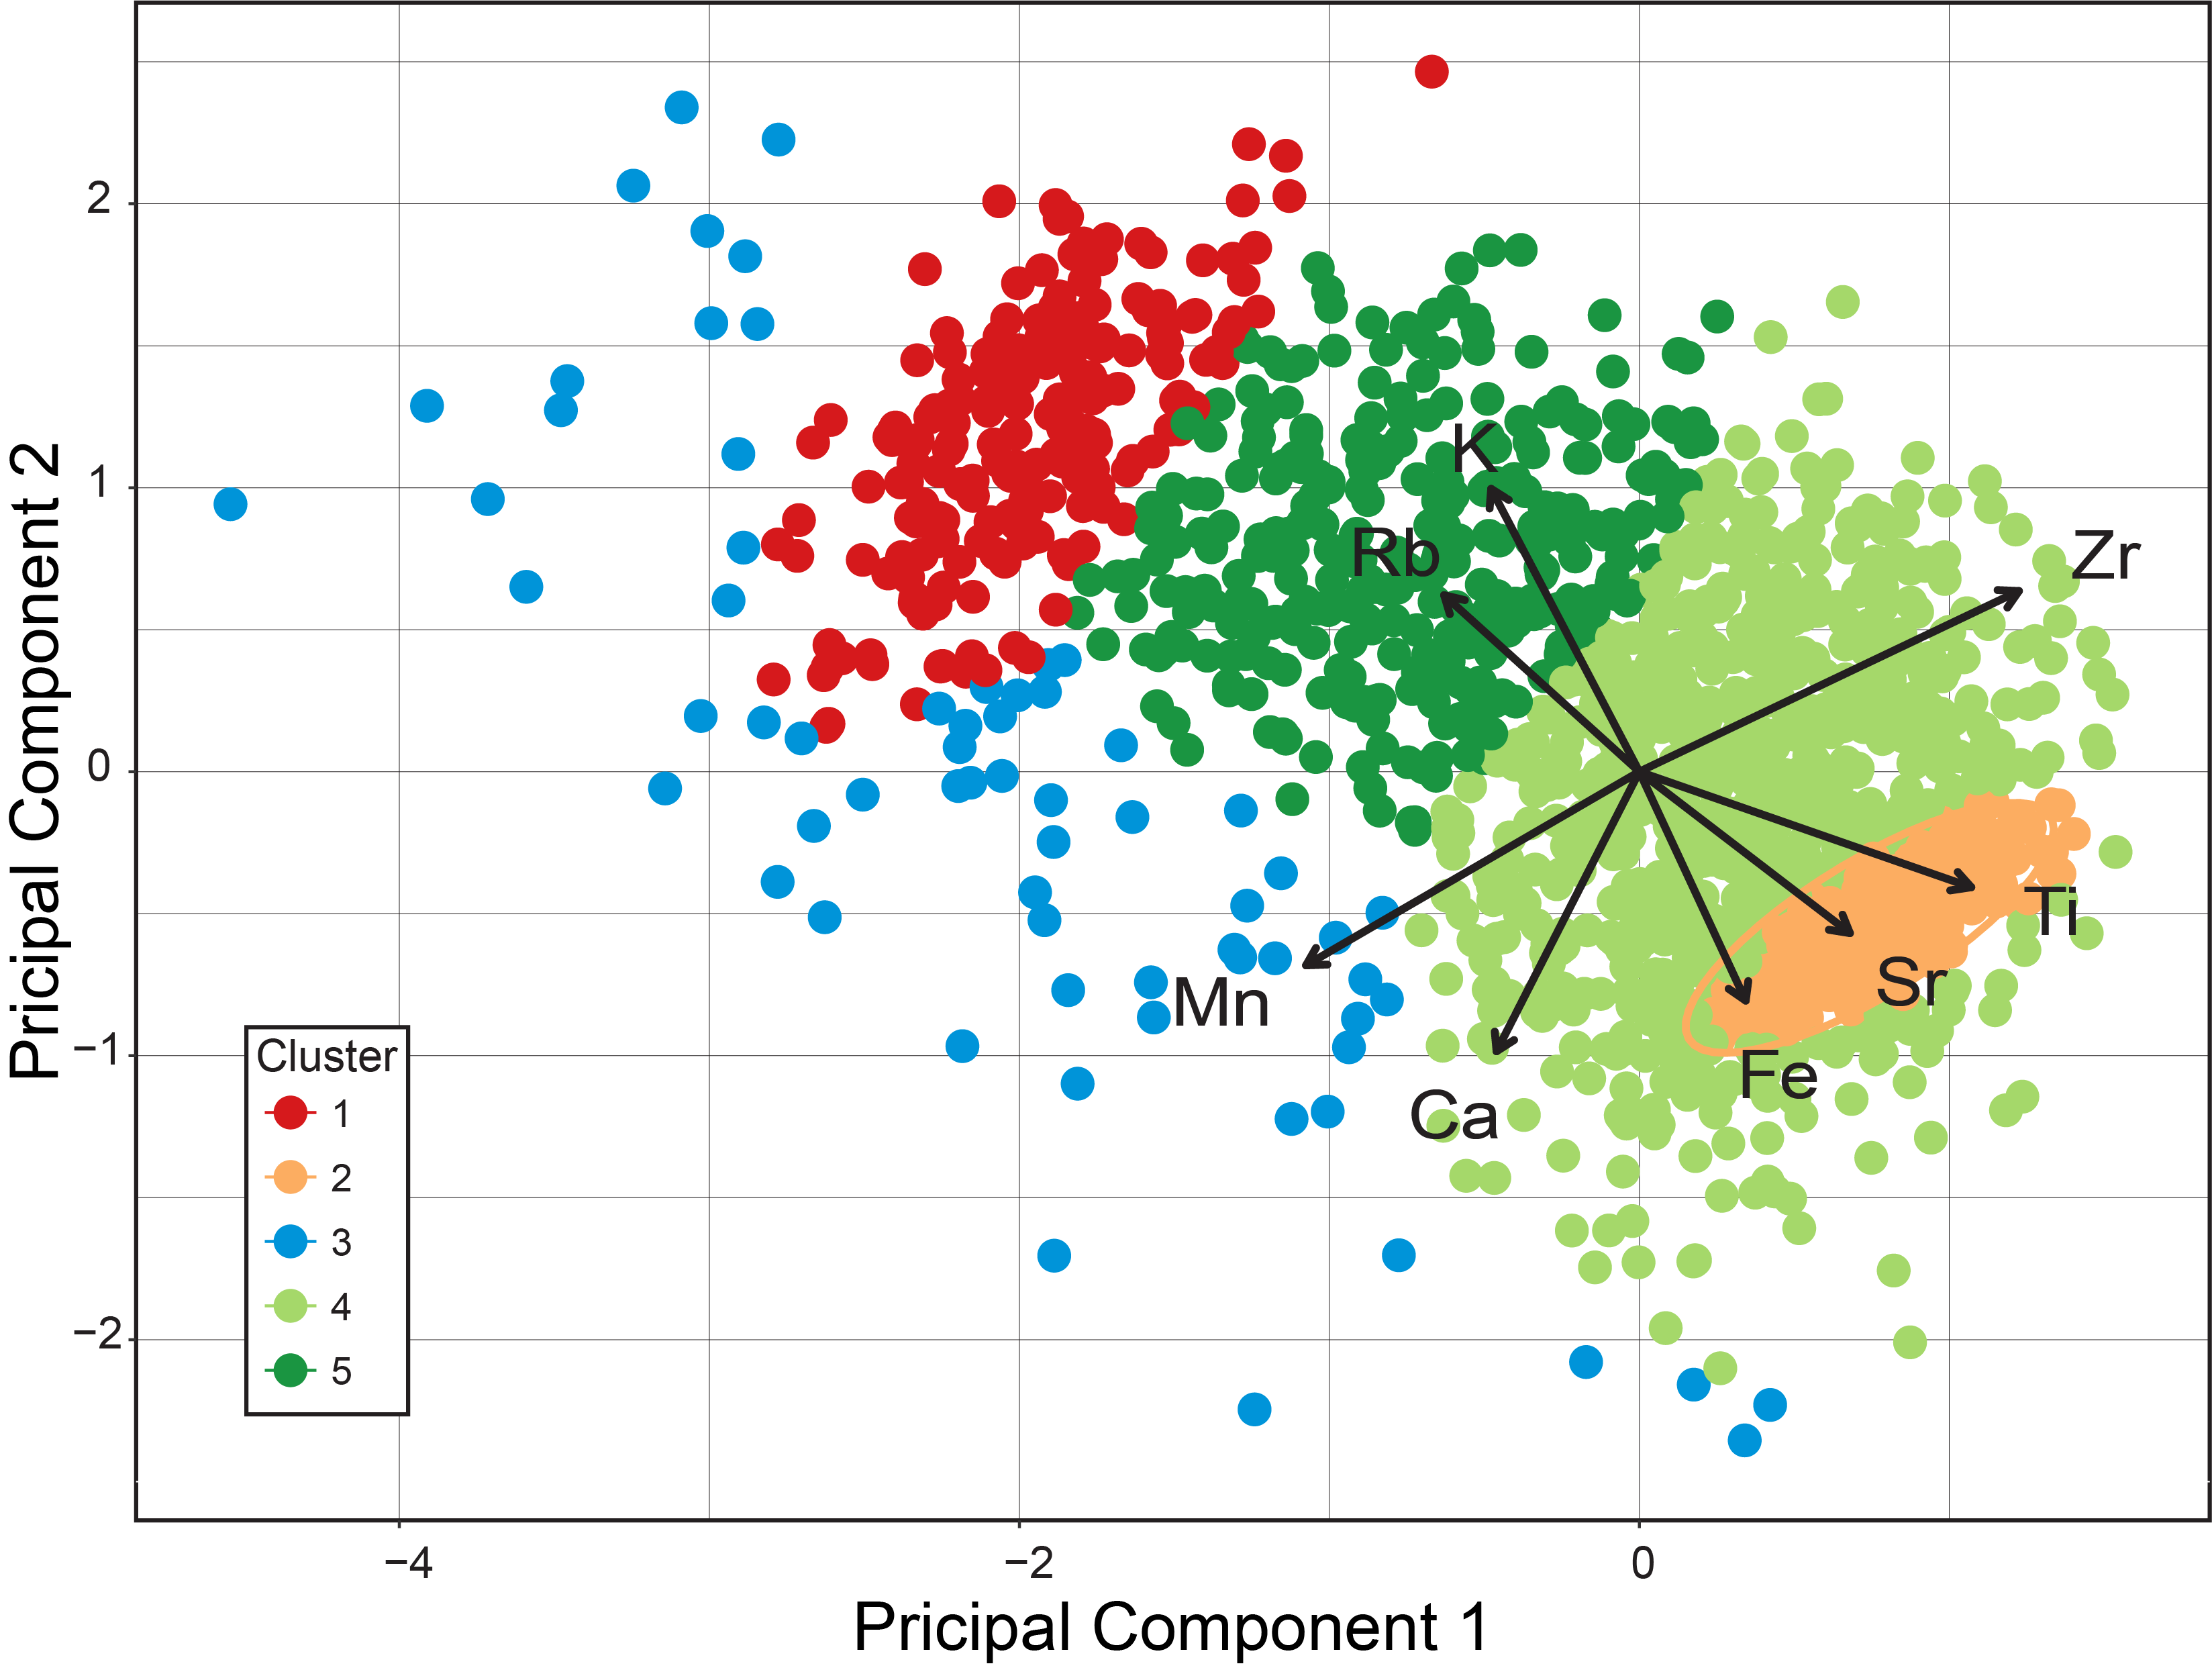 Pricipal Component 2
2
1
0
−1
−2
K
Rb
Zr
Mn
Ti
Sr
Fe
Ca
Cluster
1
2
3
4
5
−4
−2
0
Pricipal Component 1